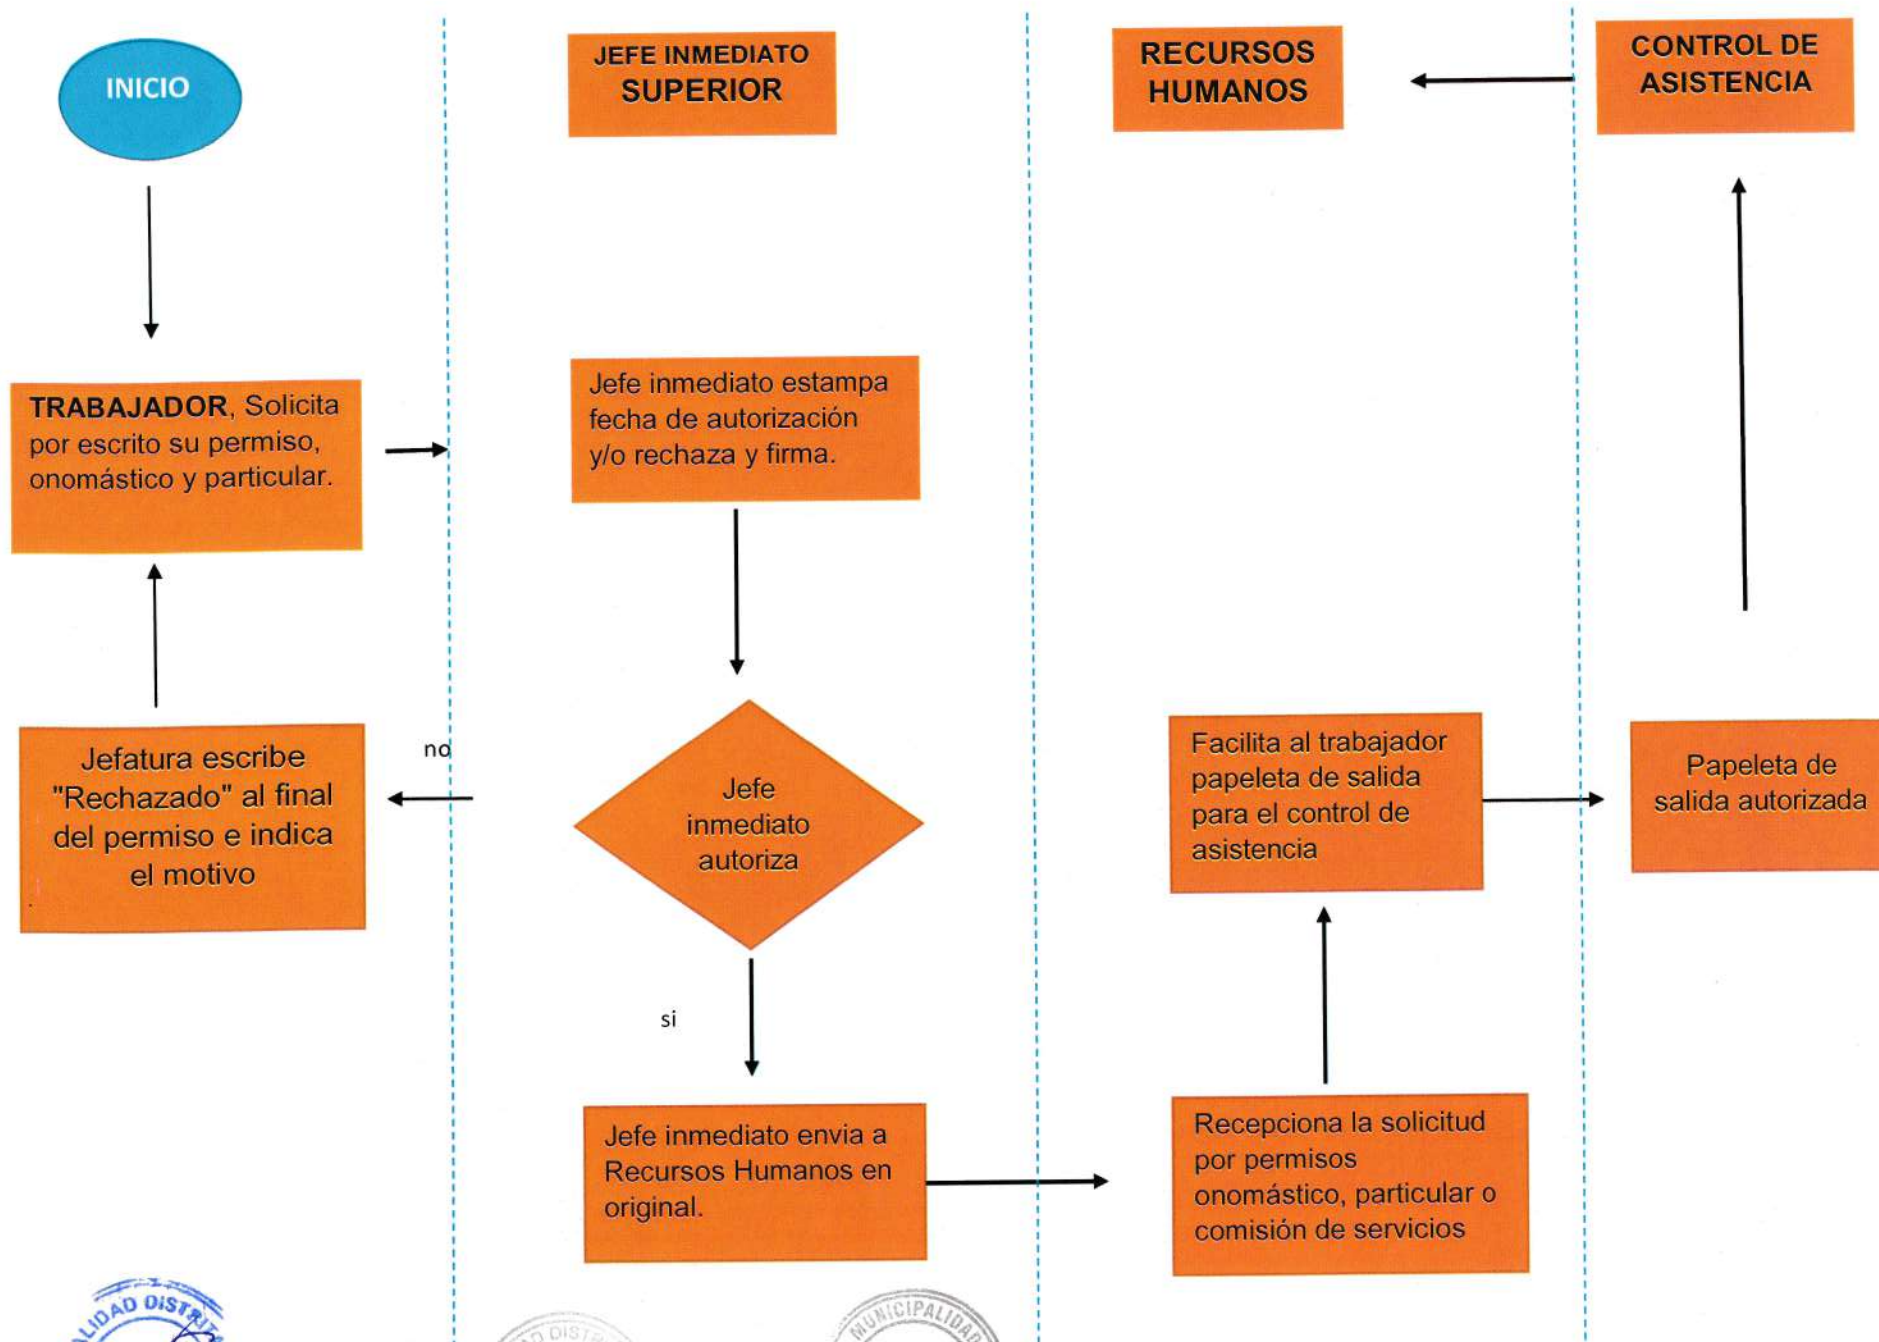 INICIO
JEFE INMEDIATO
SUPERIOR
RECURSOS
HUMANOS
CONTROL DE
ASISTENCIA
TRABAJADOR, Solicita
por escrito su permiso,
onomástico y particular.
Jefe inmediato estampa
fecha de autorización
y/o rechaza y firma.
Jefatura escribe
"Rechazado" al final
del permiso e indica
el motivo
no
Jefe
inmediato
autoriza
si
Facilita al trabajador
papeleta de salida
para el control de
asistencia
Papeleta de
salida autorizada
Jefe inmediato envia a
Recursos Humanos en
original.
Recepciona la solicitud
por permisos
onomástico, particular o
comisión de servicios
MUNICIPALIDAD